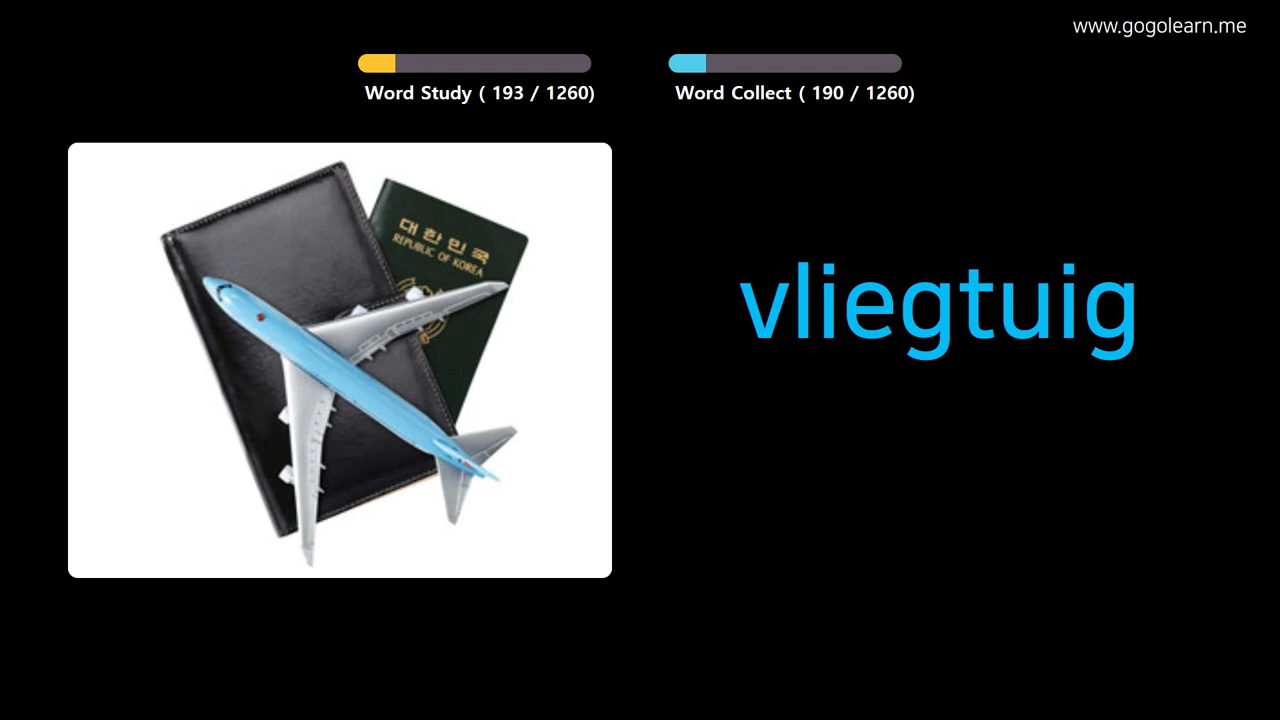 www.gogolearn.me
Word Study ( 193 / 1260)
Word Collect ( 190 / 1260)
대한민국
REPUBLIC OF KOREA
vliegtuig